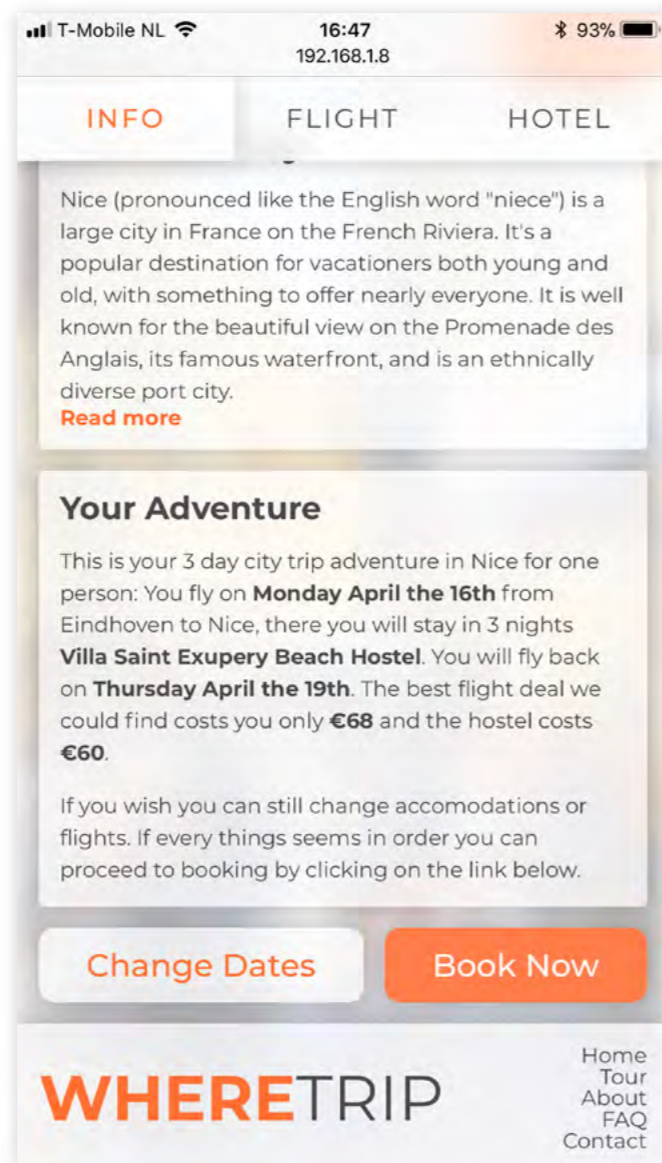 T-Mobile NL 16:47 93%
192.168.1.8
INFO FLIGHT HOTEL
Nice (pronounced like the English word "niece") is a
large city in France on the French Riviera. It's a
popular destination for vacationers both young and
old, with something to offer nearly everyone. It is well
known for the beautiful view on the Promenade des
Anglais, its famous waterfront, and is an ethnically
diverse port city.
Read more
Your Adventure
This is your 3 day city trip adventure in Nice for one
person: You fly on Monday April the 16th from
Eindhoven to Nice, there you will stay in 3 nights
Villa Saint Exupery Beach Hostel. You will fly back
on Thursday April the 19th. The best flight deal we
could find costs you only €68 and the hostel costs
€60.
If you wish you can still change accomodations or
flights. If every things seems in order you can
proceed to booking by clicking on the link below.
Change Dates Book Now
WHERETRIP
Home
Tour
About
FAQ
Contact